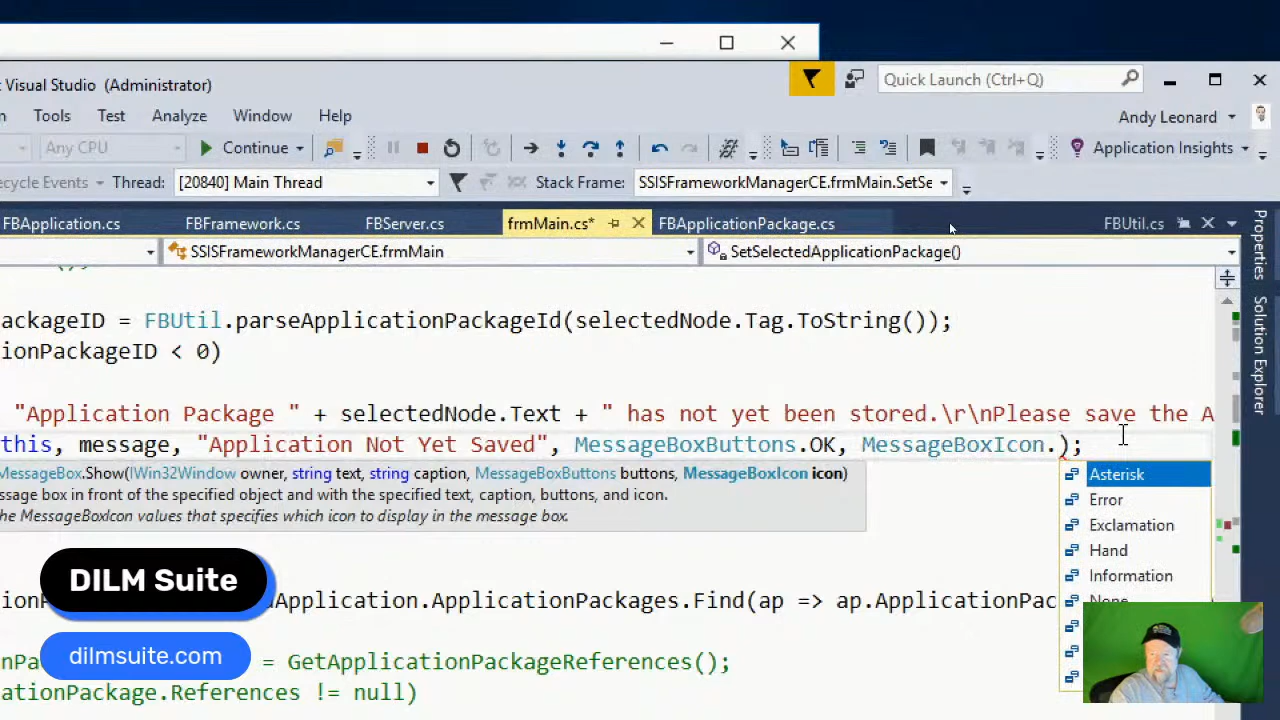 Visual Studio (Administrator)
Quick Launch (Ctrl+Q)
Tools Test Analyze Window Help
Andy Leonard
Any CPU Continue Application Insights
ecycle Events Thread: [20840] Main Thread Stack Frame: SSISFrameworkManagerCE.frmMain.SetSe
FBApplication.cs FBFramework.cs FBServer.cs frmMain.cs* FBApplicationPackage.cs FBUtil.cs
Properties
Solution Explorer
SSISFrameworkManagerCE.frmMain SetSelectedApplicationPackage()
ackageID = FBUtil.parseApplicationPackageId(selectedNode.Tag.ToString());
ionPackageID < 0)
"Application Package " + selectedNode.Text + " has not yet been stored.\r\nPlease save the A
this, message, "Application Not Yet Saved", MessageBoxButtons.OK, MessageBoxIcon.);
MessageBox.Show(IWin32Window owner, string text, string caption, MessageBoxButtons buttons, MessageBoxIcon icon)
ssage box in front of the specified object and with the specified text, caption, buttons, and icon.
he MessageBoxIcon values that specifies which icon to display in the message box.
Asterisk
Error
Exclamation
Hand
Information
None
DILM Suite
dilmsuite.com
dApplication.ApplicationPackages.Find(ap => ap.ApplicationPac
= GetApplicationPackageReferences();
ationPackage.References != null)